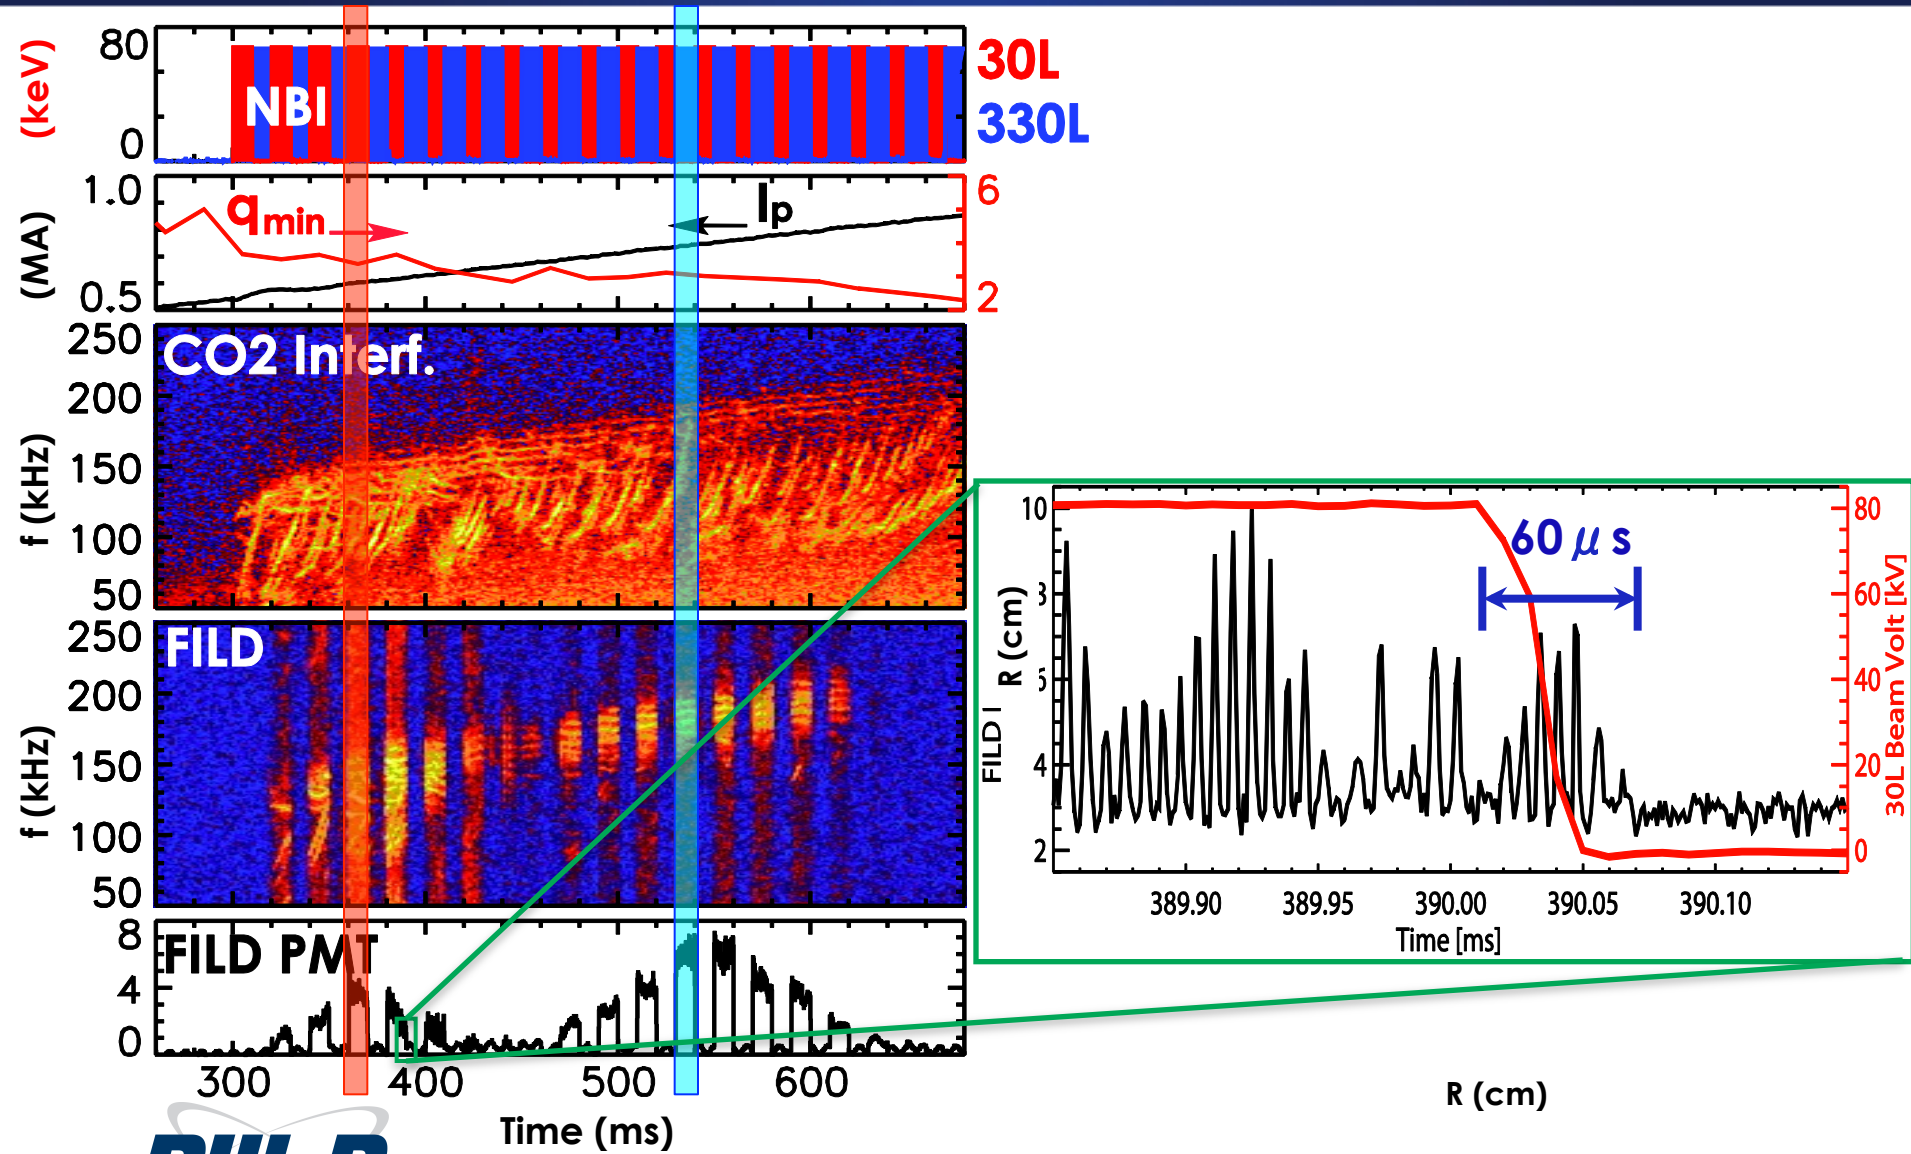 80
0
(keV)
NBI
30L
330L
1.0
0.5
(MA)
qmin
Ip
6
2
CO2 Interf.
250
200
150
100
50
f (kHz)
FILD
250
200
150
100
50
f (kHz)
FILD PMT
8
4
0
300 400 500 600
Time (ms)
10
4
2
R (cm)
FILD I
60 μ s
80
60
40
20
0
30L Beam Volt [kV]
389.90 389.95 390.00 390.05 390.10
Time [ms]
R (cm)